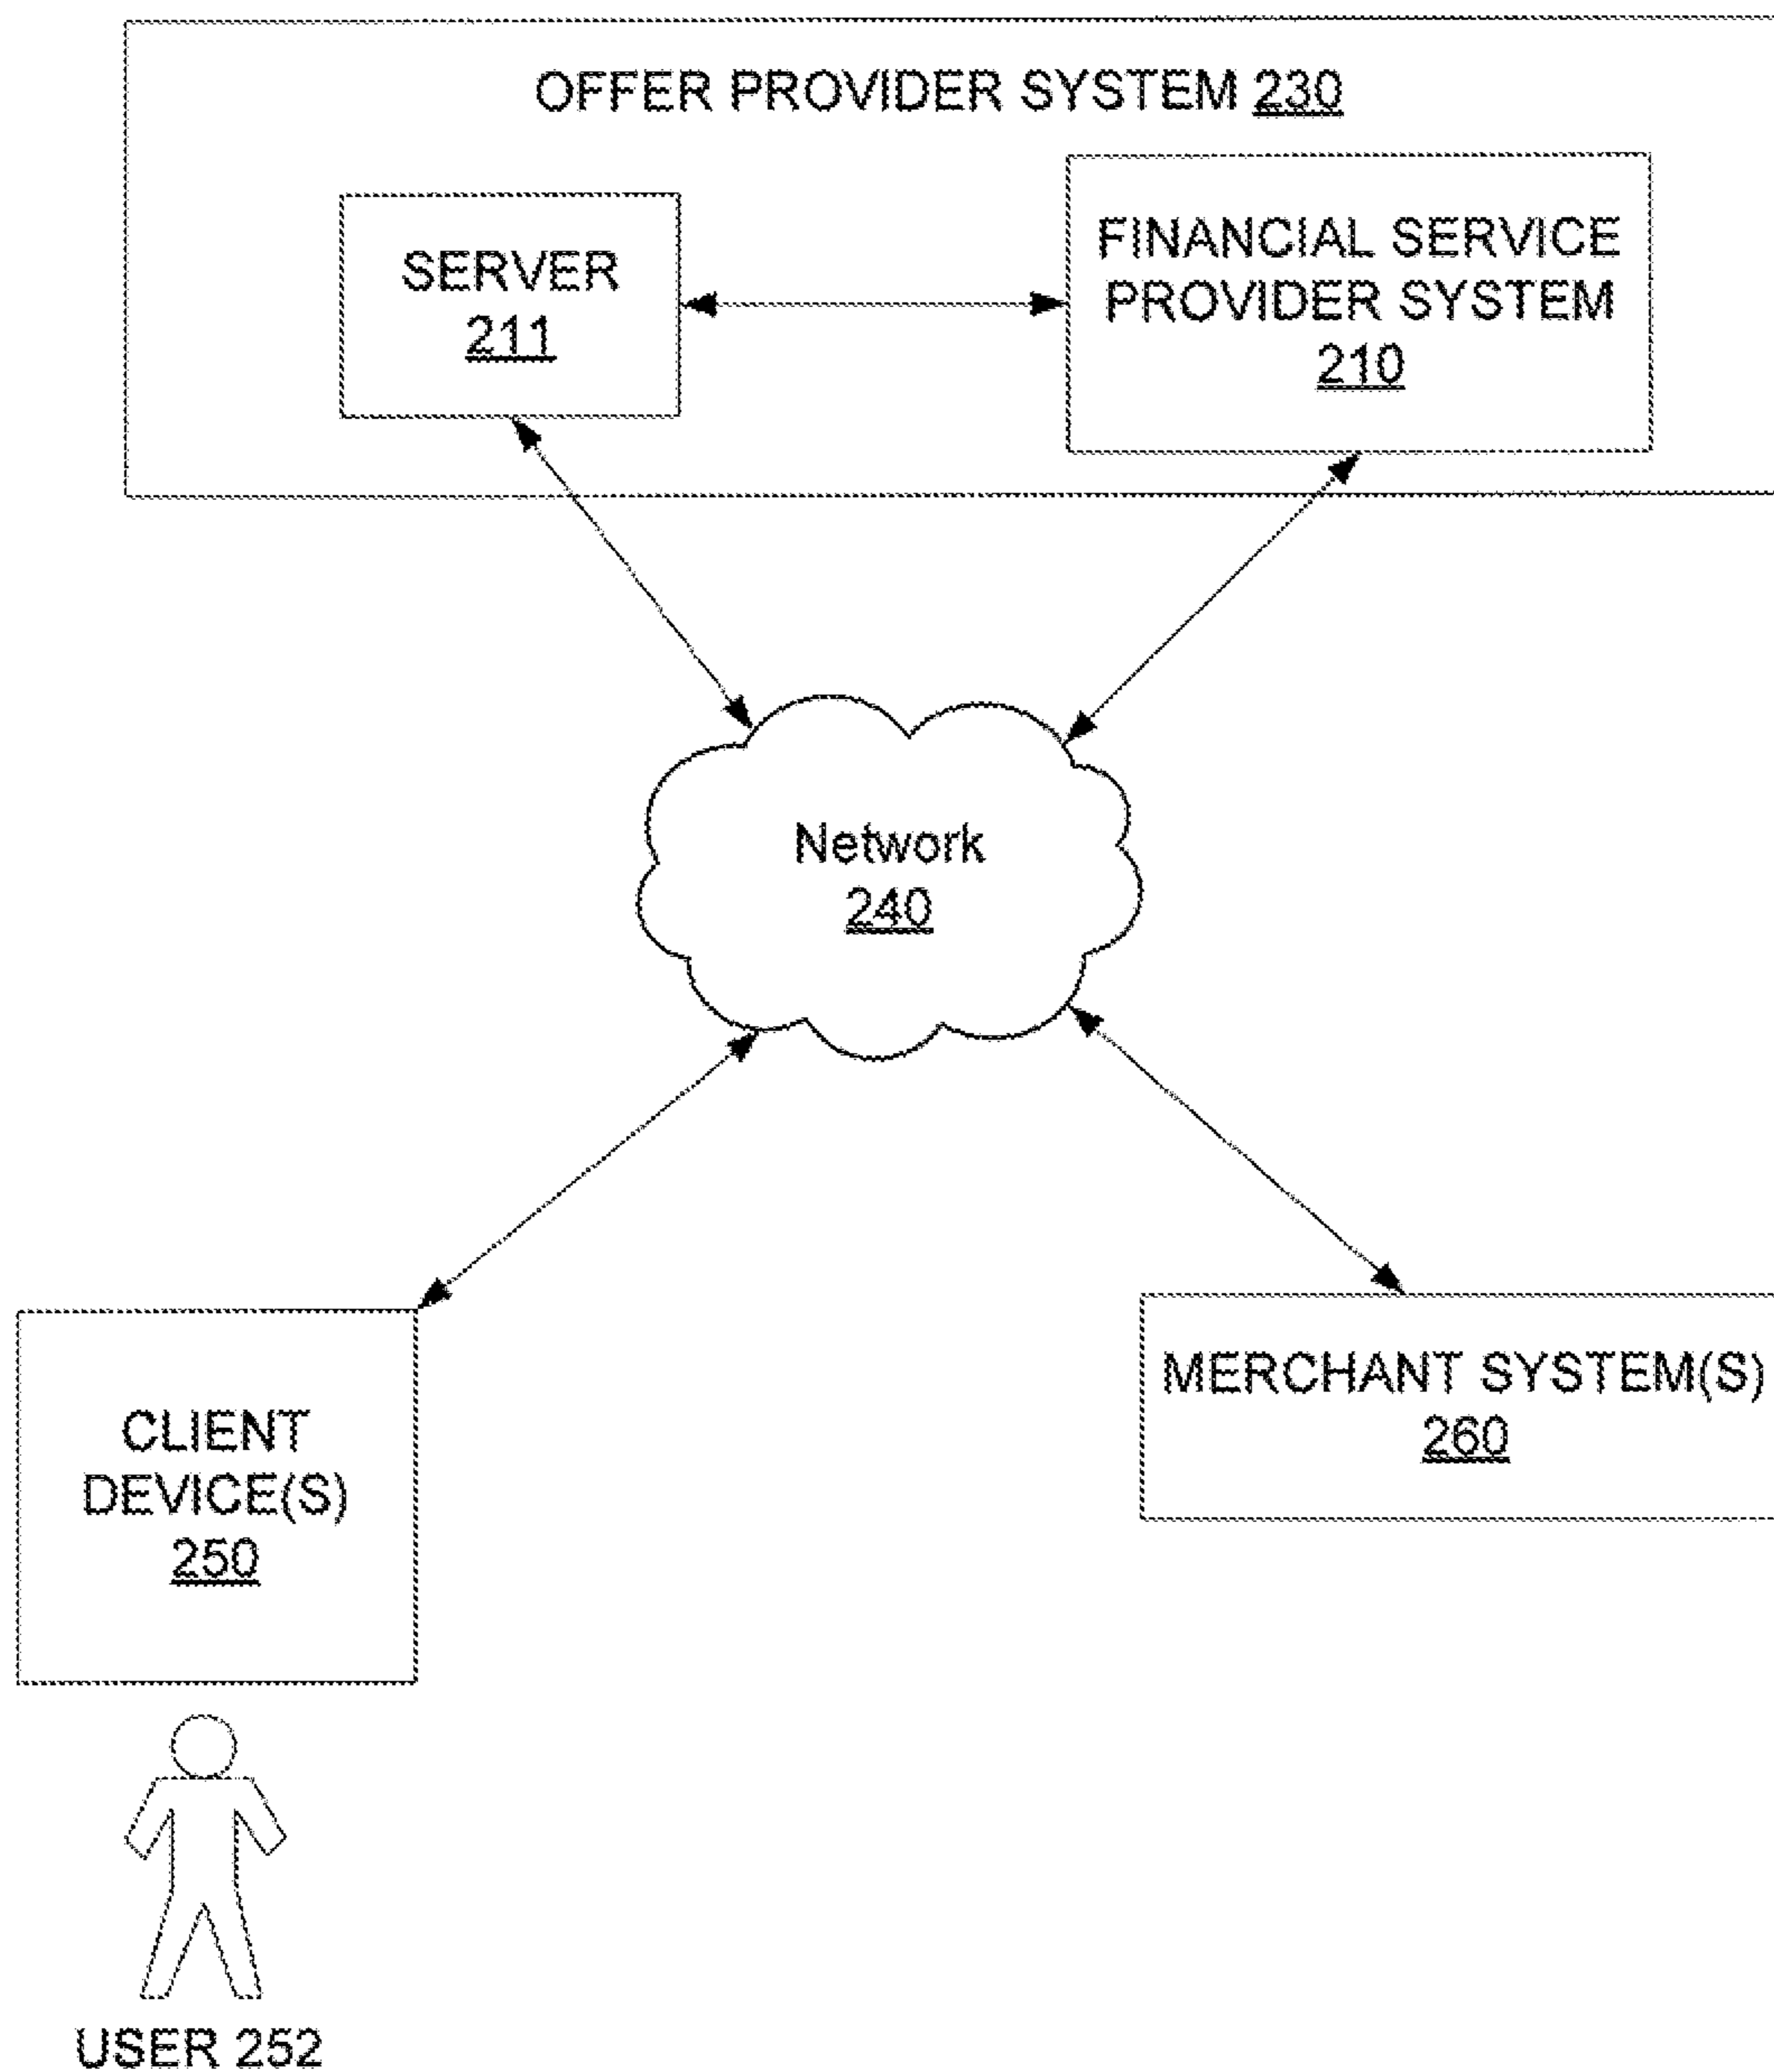 OFFER PROVIDER SYSTEM 230
SERVER
211
FINANCIAL SERVICE
PROVIDER SYSTEM
210
Network
240
CLIENT
DEVICE(S)
250
MERCHANT SYSTEM(S)
260
USER 252